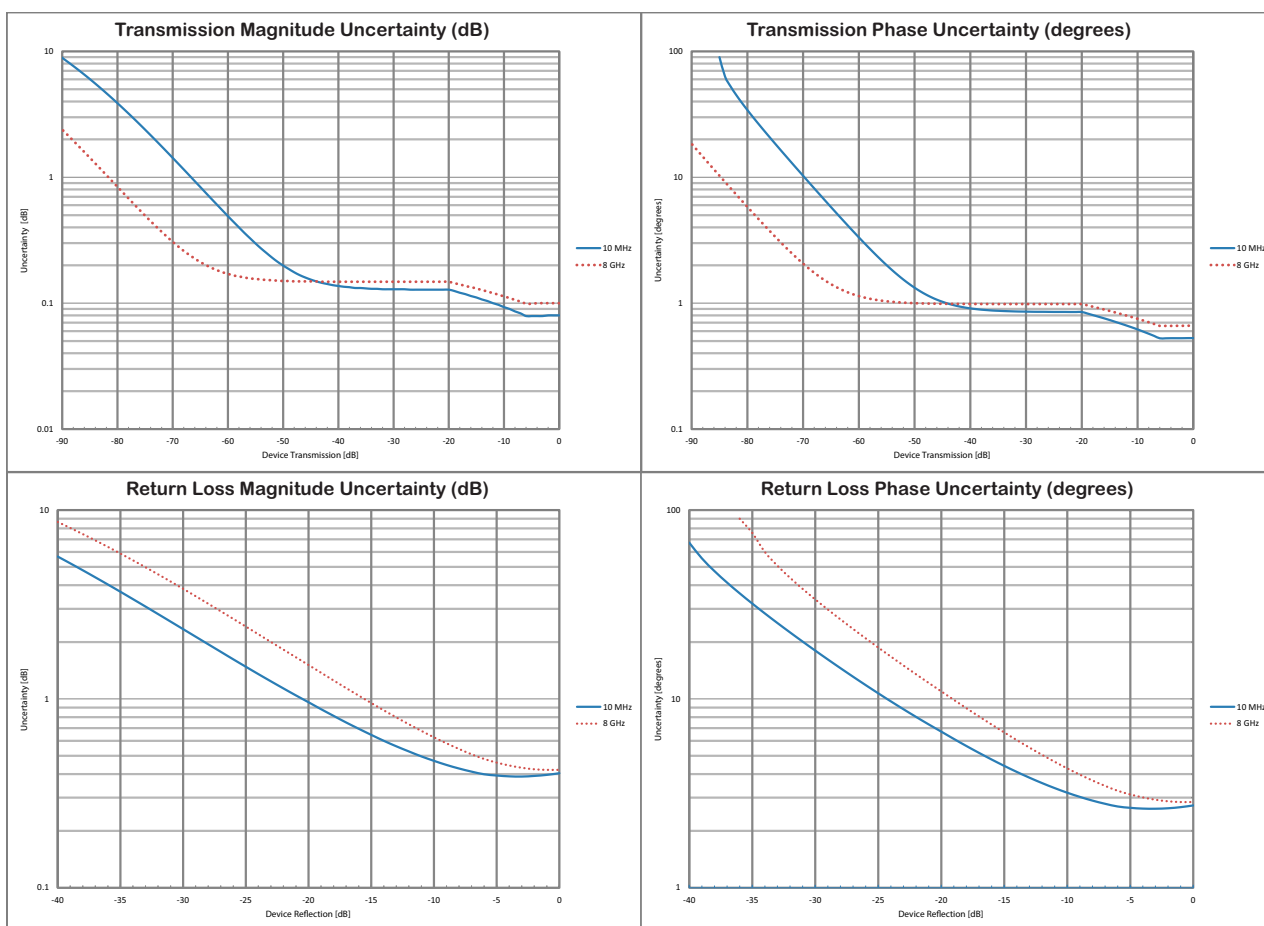 Transmission Magnitude Uncertainty (dB)
10
1
0.1
0.01
Uncertainty [dB]
-90 -80 -70 -60 -50 -40 -30 -20 -10 0
Device Transmission [dB]
10 MHz
8 GHz
Transmission Phase Uncertainty (degrees)
100
10
1
0.1
Uncertainty [degrees]
-90 -80 -70 -60 -50 -40 -30 -20 -10 0
Device Transmission [dB]
10 MHz
8 GHz
Return Loss Magnitude Uncertainty (dB)
10
1
0.1
Uncertainty [dB]
-40 -35 -30 -25 -20 -15 -10 -5 0
Device Reflection [dB]
10 MHz
8 GHz
Return Loss Phase Uncertainty (degrees)
100
10
1
Uncertainty [degrees]
-40 -35 -30 -25 -20 -15 -10 -5 0
Device Reflection [dB]
10 MHz
8 GHz